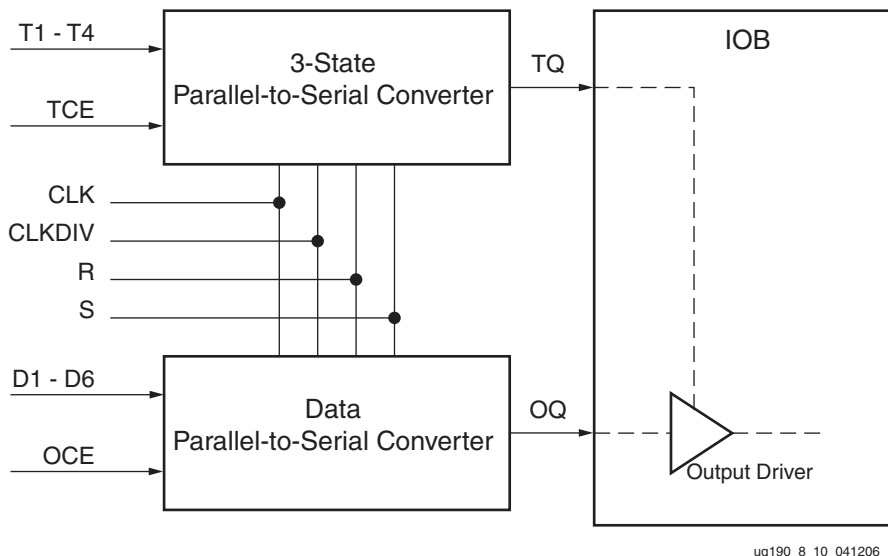 T1 - T4
TCE
3-State
Parallel-to-Serial Converter
TQ
IOB
CLK
CLKDIV
R
S
D1 - D6
OCE
Data
Parallel-to-Serial Converter
OQ
Output Driver
ug190_8_10_041206